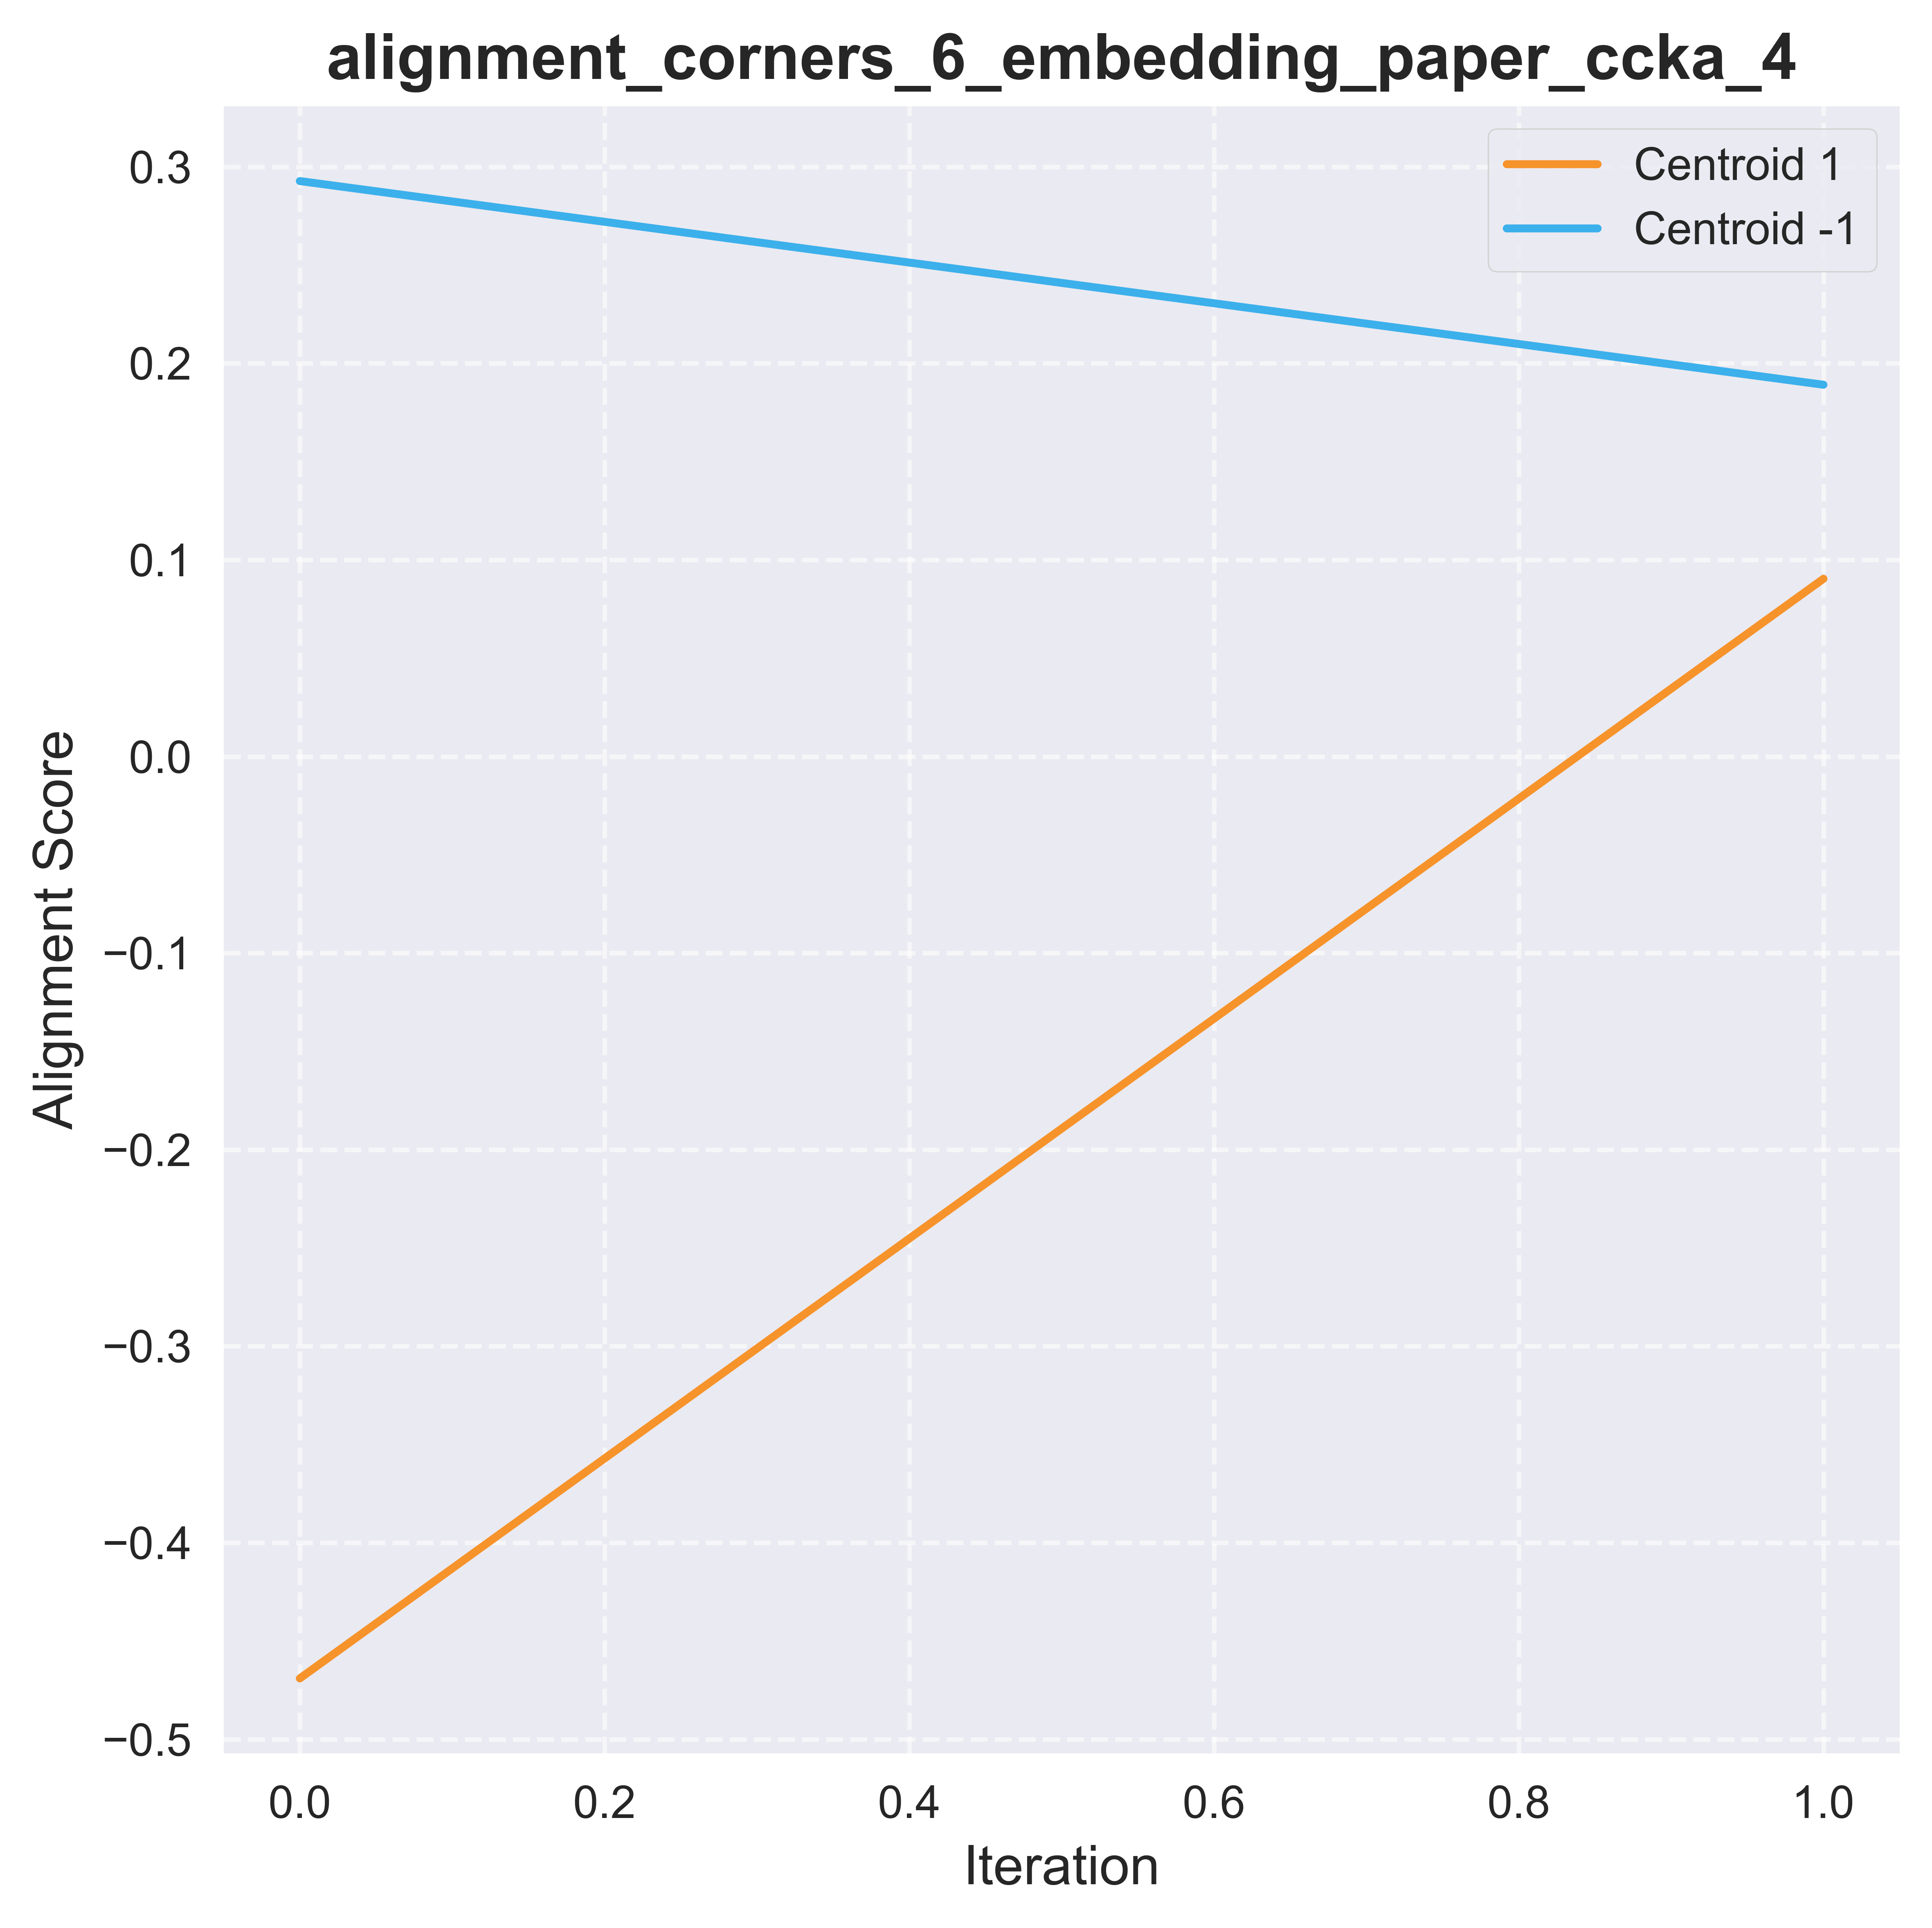 alignment_corners_6_embedding_paper_ccka_4
Centroid 1
Centroid -1
Alignment Score
0.3
0.2
0.1
0.0
−0.1
−0.2
−0.3
−0.4
−0.5
0.0 0.2 0.4 0.6 0.8 1.0
Iteration